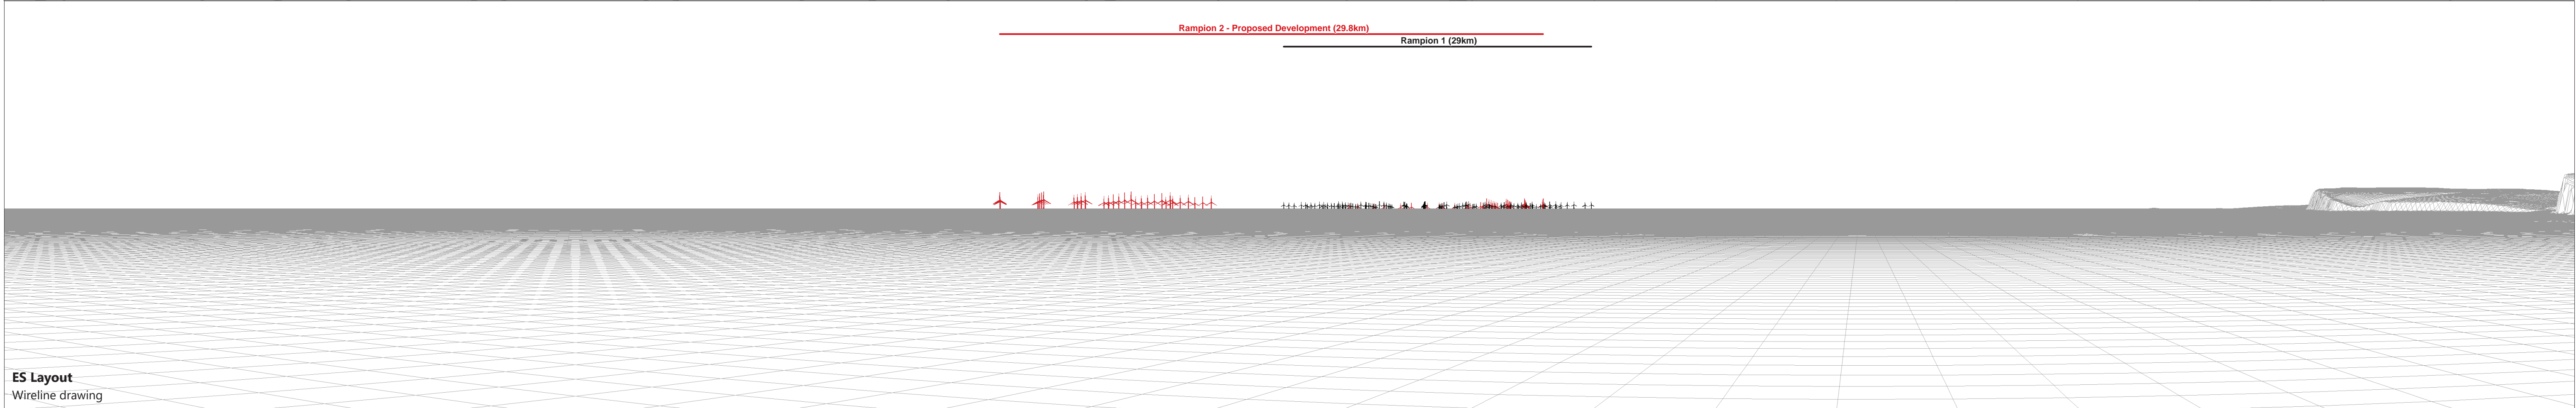 Rampion 2 - Proposed Development (29.8km)
Rampion 1 (29km)
ES Layout
Wireline drawing